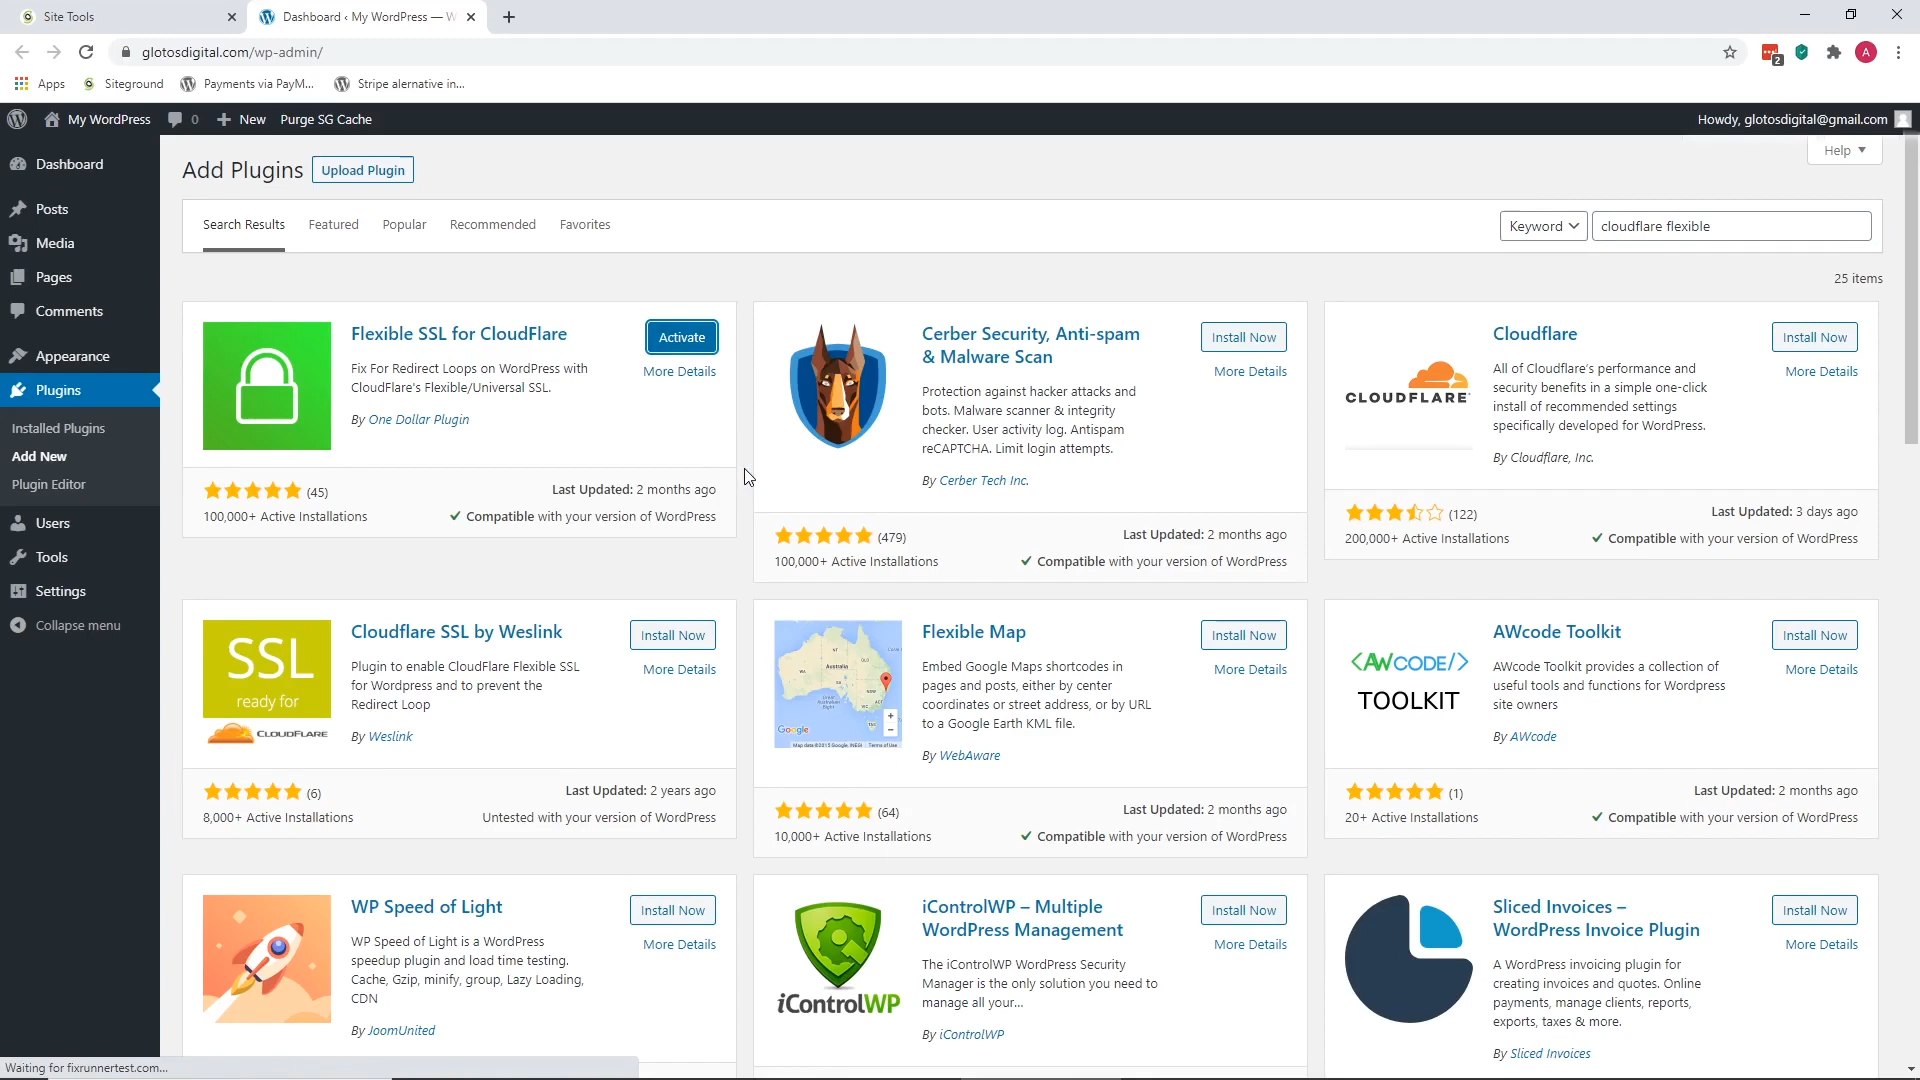 Site Tools
Dashboard ‹ My WordPress — W
glotosdigital.com/wp-admin/
2
A
Apps
Siteground
Payments via PayM...
Stripe alernative in...
My WordPress
0
New
Purge SG Cache
Howdy, glotosdigital@gmail.com
Dashboard
Posts
Media
Pages
Comments
Appearance
Plugins
Installed Plugins
Add New
Plugin Editor
Users
Tools
Settings
Collapse menu
Add Plugins
Upload Plugin
Help
Search Results
Featured
Popular
Recommended
Favorites
Keyword
cloudflare flexible
25 items
Flexible SSL for CloudFlare
Activate
More Details
Fix For Redirect Loops on WordPress with
CloudFlare's Flexible/Universal SSL.
By One Dollar Plugin
(45)
Last Updated: 2 months ago
100,000+ Active Installations
Compatible with your version of WordPress
Cerber Security, Anti-spam
& Malware Scan
Install Now
More Details
Protection against hacker attacks and
bots. Malware scanner & integrity
checker. User activity log. Antispam
reCAPTCHA. Limit login attempts.
By Cerber Tech Inc.
(479)
Last Updated: 2 months ago
100,000+ Active Installations
Compatible with your version of WordPress
CLOUDFLARE
Cloudflare
Install Now
More Details
All of Cloudflare’s performance and
security benefits in a simple one-click
install of recommended settings
specifically developed for WordPress.
By Cloudflare, Inc.
(122)
Last Updated: 3 days ago
200,000+ Active Installations
Compatible with your version of WordPress
SSL
ready for
CLOUDFLARE
Cloudflare SSL by Weslink
Install Now
More Details
Plugin to enable CloudFlare Flexible SSL
for Wordpress and to prevent the
Redirect Loop
By Weslink
(6)
Last Updated: 2 years ago
8,000+ Active Installations
Untested with your version of WordPress
Australia
Google
Flexible Map
Install Now
More Details
Embed Google Maps shortcodes in
pages and posts, either by center
coordinates or street address, or by URL
to a Google Earth KML file.
By WebAware
(64)
Last Updated: 2 months ago
10,000+ Active Installations
Compatible with your version of WordPress
<AWCODE/>
TOOLKIT
AWcode Toolkit
Install Now
More Details
AWcode Toolkit provides a collection of
useful tools and functions for Wordpress
site owners
By AWcode
(1)
Last Updated: 2 months ago
20+ Active Installations
Compatible with your version of WordPress
WP Speed of Light
Install Now
More Details
WP Speed of Light is a WordPress
speedup plugin and load time testing.
Cache, Gzip, minify, group, Lazy Loading,
CDN
By JoomUnited
iControlWP
iControlWP – Multiple
WordPress Management
Install Now
More Details
The iControlWP WordPress Security
Manager is the only solution you need to
manage all your...
By iControlWP
Sliced Invoices –
WordPress Invoice Plugin
Install Now
More Details
A WordPress invoicing plugin for
creating invoices and quotes. Online
payments, manage clients, reports,
exports, taxes & more.
By Sliced Invoices
Waiting for fixrunnertest.com...